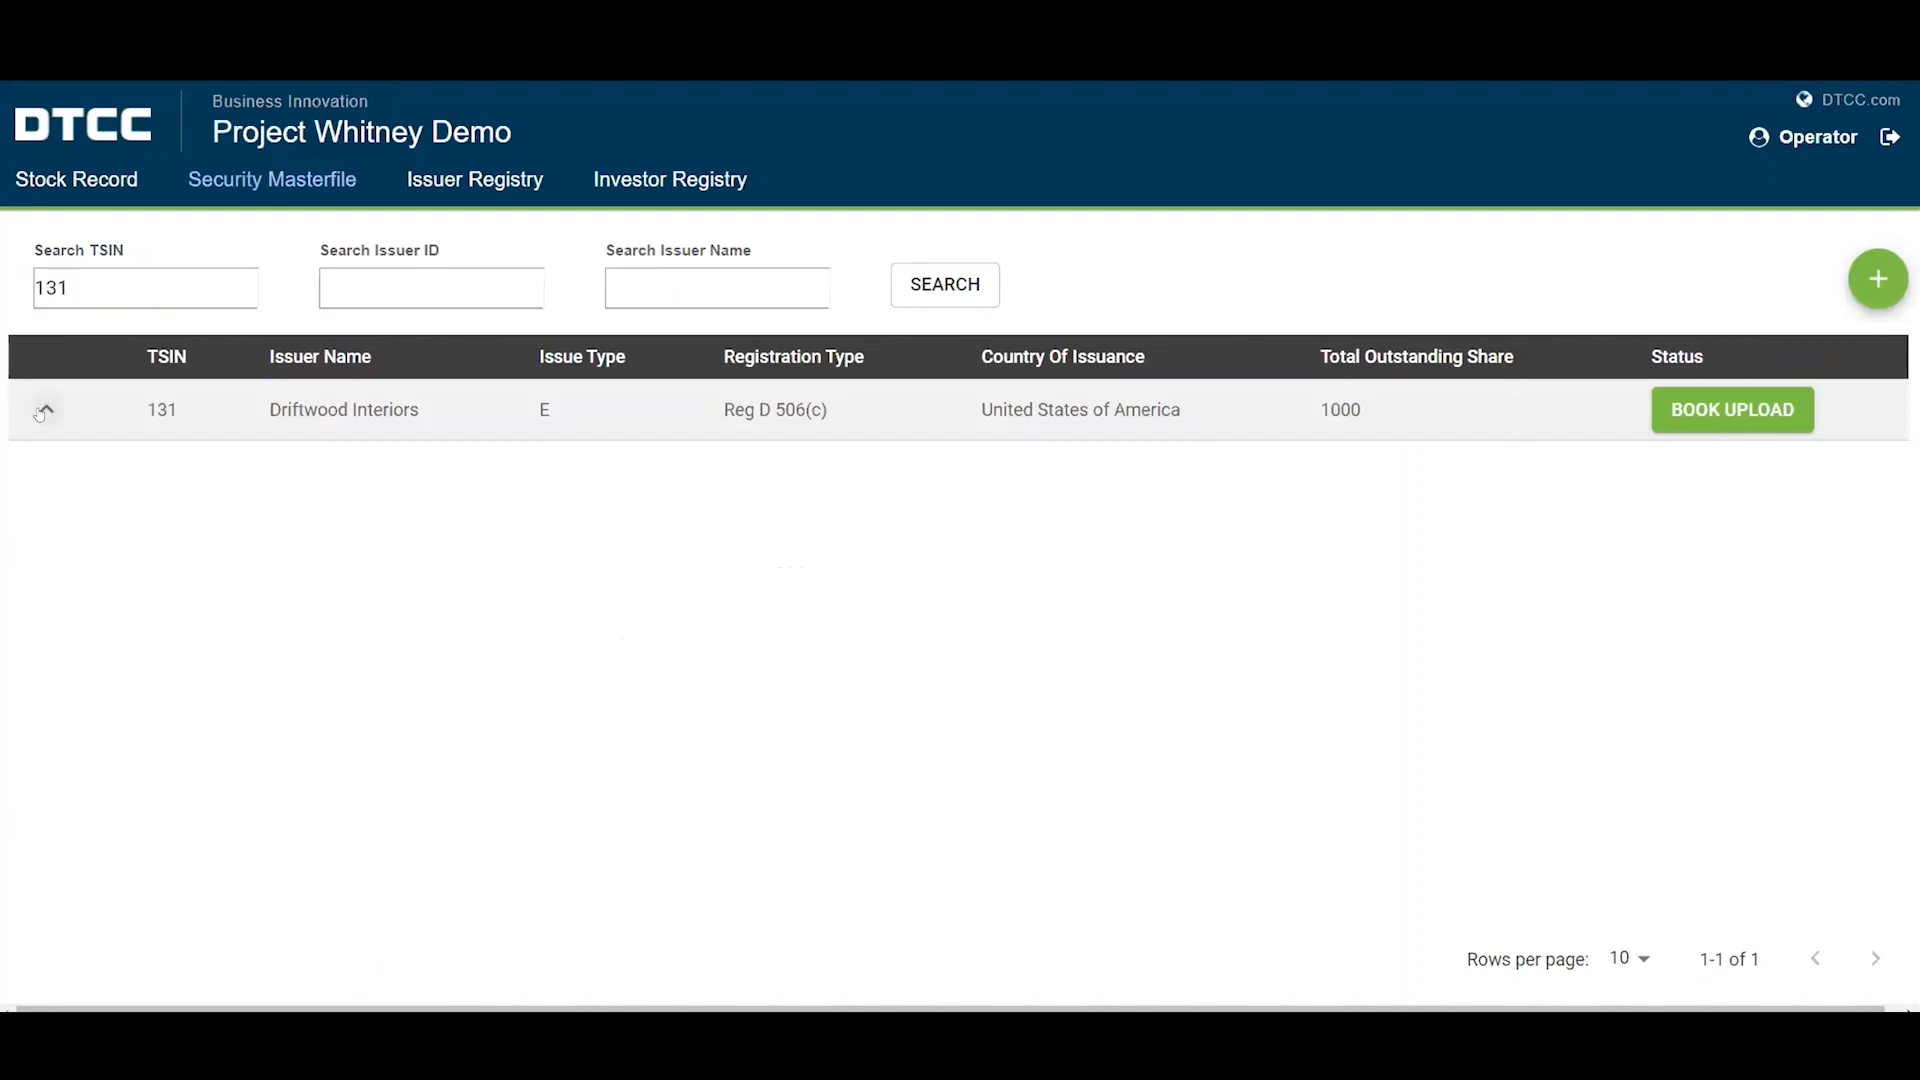 DTCC
Business Innovation
Project Whitney Demo
DTCC.com
Operator
Stock Record Security Masterfile Issuer Registry Investor Registry
Search TSIN Search Issuer ID Search Issuer Name
131 SEARCH +
TSIN Issuer Name Issue Type Registration Type Country Of Issuance Total Outstanding Share Status
131 Driftwood Interiors E Reg D 506(c) United States of America 1000 BOOK UPLOAD
Rows per page: 10 1-1 of 1